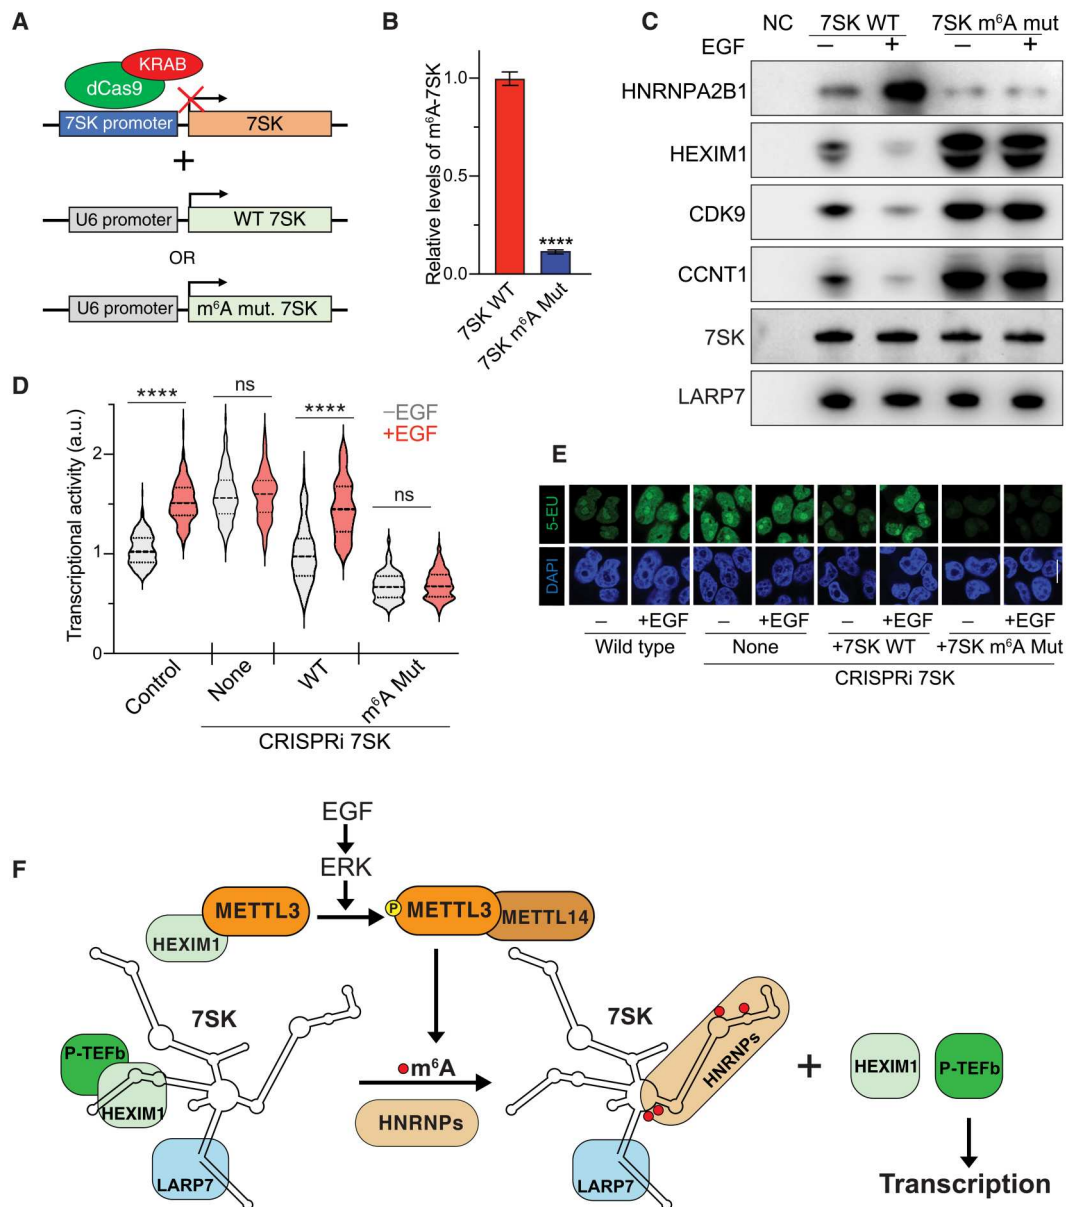 A
KRAB
dCas9
7SK promoter
7SK
+
U6 promoter
WT 7SK
OR
U6 promoter
m⁶A mut. 7SK
B
Relative levels of m⁶A-7SK
1.0
0.5
0.0
****
7SK WT
7SK m⁶A Mut
C
NC 7SK WT 7SK m⁶A mut
EGF – + – +
HNRNPA2B1
HEXIM1
CDK9
CCNT1
7SK
LARP7
D
Transcriptional activity (a.u.)
2
1
0
**** ns **** ns
–EGF
+EGF
Control
None
WT
m⁶A Mut
CRISPRi 7SK
E
5-EU
DAPI
– +EGF – +EGF – +EGF – +EGF
Wild type None +7SK WT +7SK m⁶A Mut
CRISPRi 7SK
F
EGF
ERK
METTL3
HEXIM1
P
METTL3
METTL14
7SK
P-TEFb
HEXIM1
LARP7
m⁶A
HNRNPs
7SK
HNRNPs
LARP7
+
HEXIM1
P-TEFb
Transcription